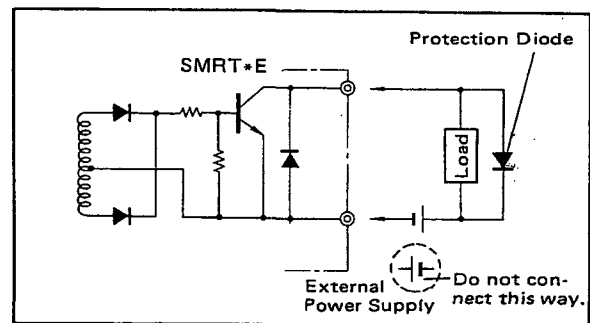 Protection Diode
SMRT*E
Load
External
Power Supply
Do not con-
nect this way.